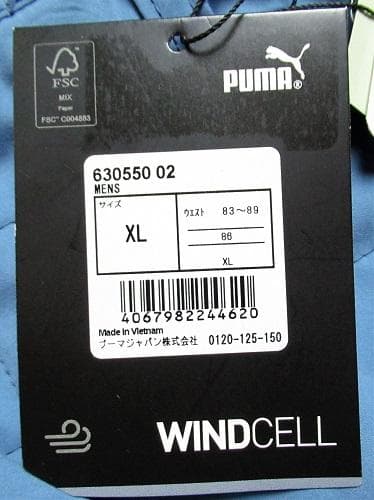 FSC
MIX
Paper
FSC™ C004883
PUMA®
630550 02
MENS
サイズ
XL
ウエスト 83～89
86
XL
4067982244620
Made in Vietnam
プーマジャパン株式会社 0120-125-150
WINDCELL